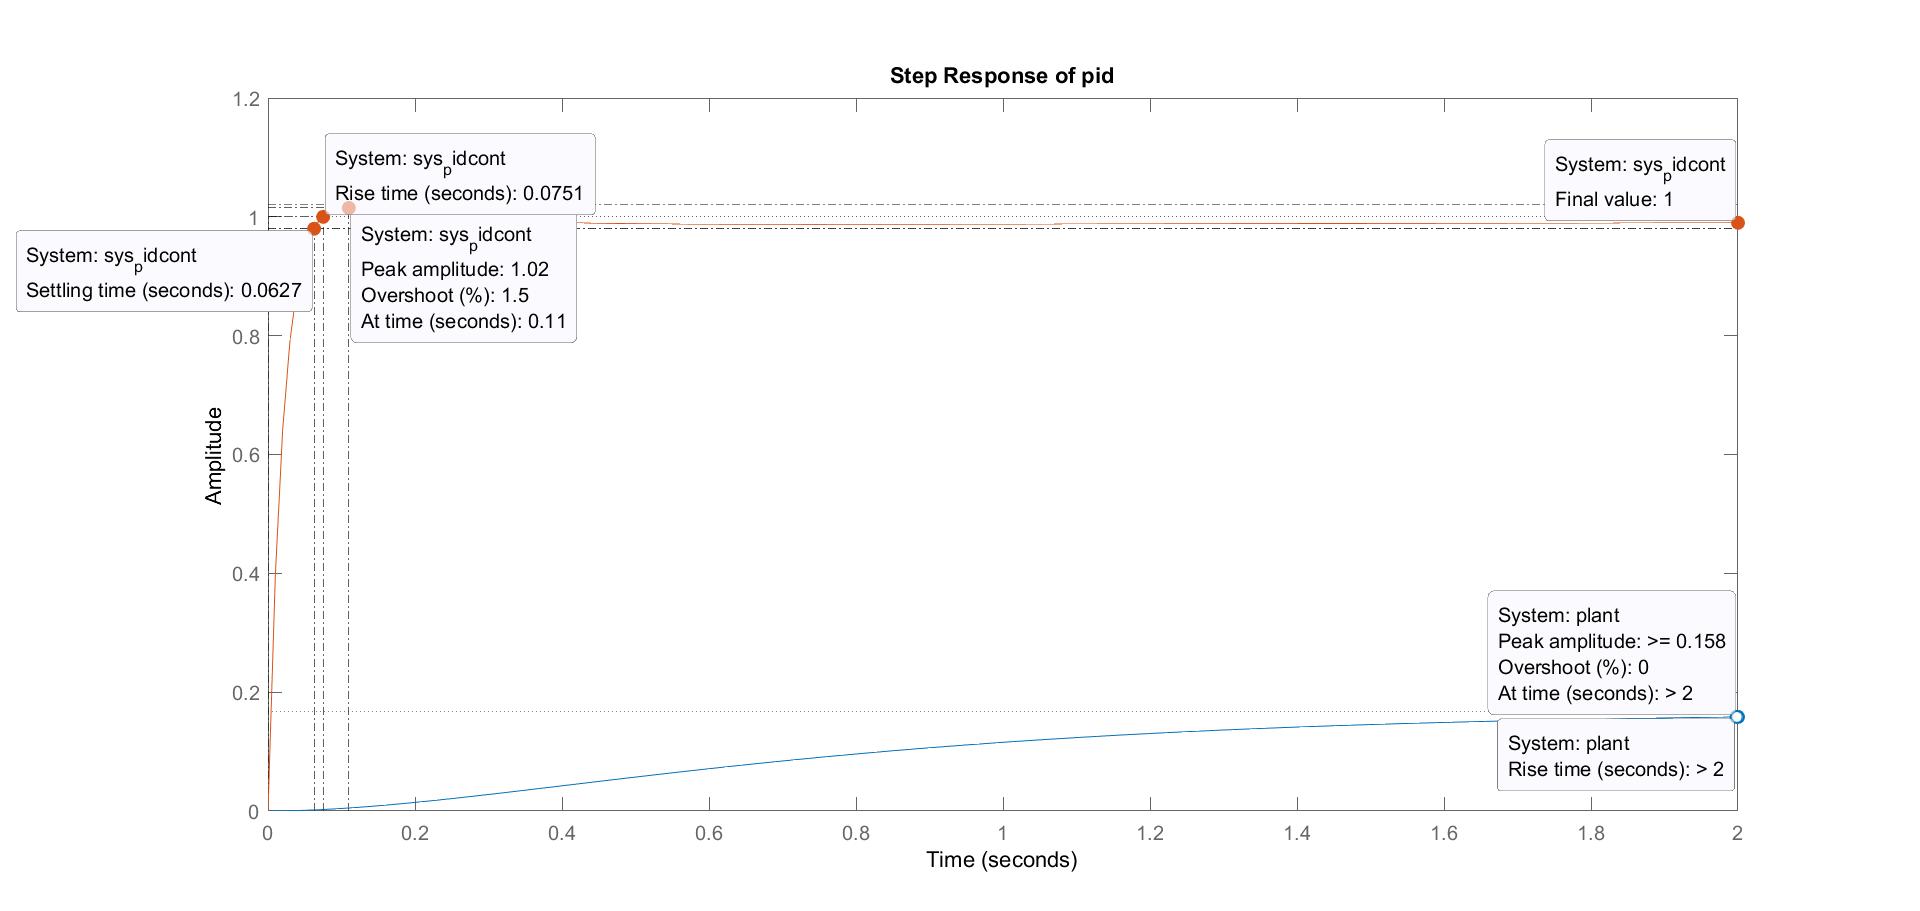 Step Response of pid
1.2
1
0.8
0.6
0.4
0.2
0
Amplitude
System: sys_pidcont
Rise time (seconds): 0.0751
System: sys_pidcont
Final value: 1
System: sys_pidcont
Settling time (seconds): 0.0627
System: sys_pidcont
Peak amplitude: 1.02
Overshoot (%): 1.5
At time (seconds): 0.11
System: plant
Peak amplitude: >= 0.158
Overshoot (%): 0
At time (seconds): > 2
System: plant
Rise time (seconds): > 2
0 0.2 0.4 0.6 0.8 1 1.2 1.4 1.6 1.8 2
Time (seconds)